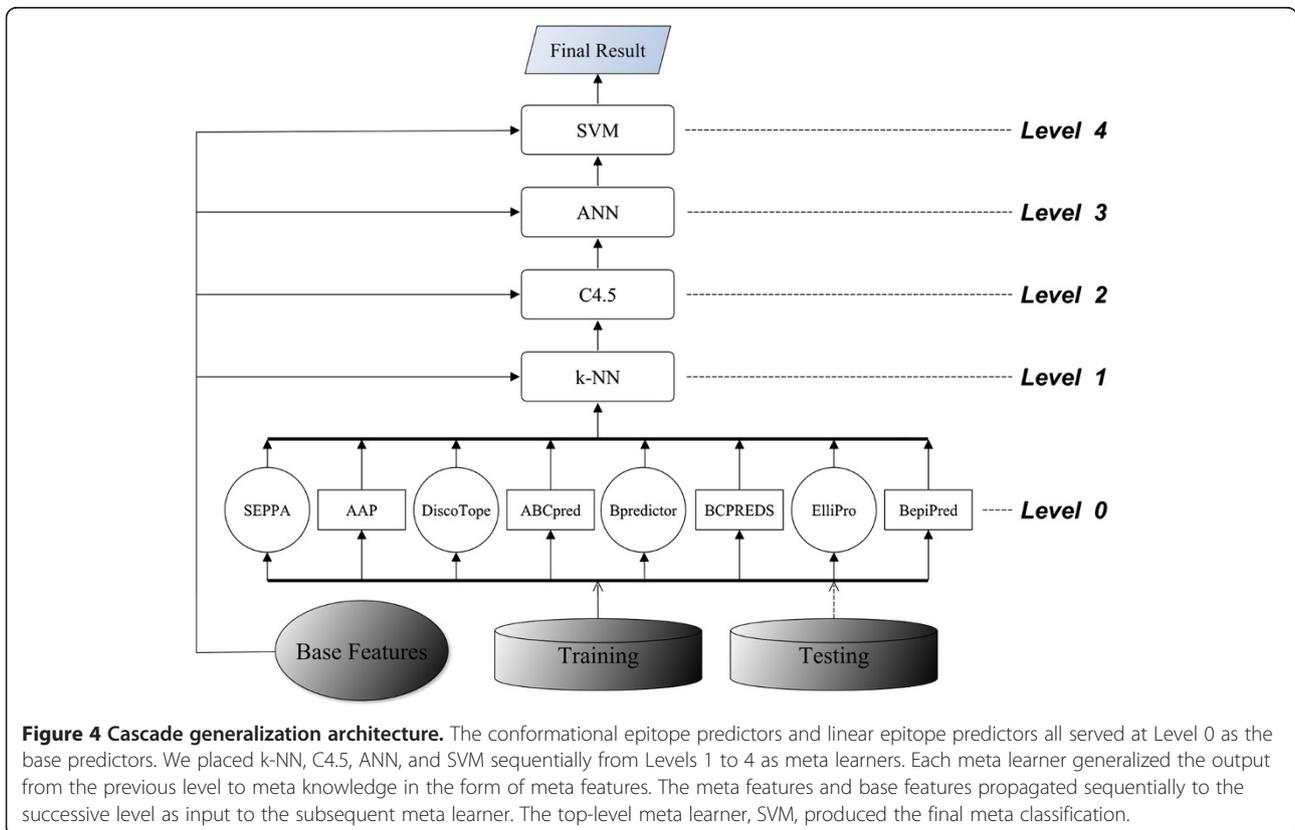 Final Result
SVM
Level 4
ANN
Level 3
C4.5
Level 2
k-NN
Level 1
SEPPA
AAP
DiscoTope
ABCpred
Bpredictor
BCPREDS
ElliPro
BepiPred
Level 0
Base Features
Training
Testing
Figure 4 Cascade generalization architecture. The conformational epitope predictors and linear epitope predictors all served at Level 0 as the
base predictors. We placed k-NN, C4.5, ANN, and SVM sequentially from Levels 1 to 4 as meta learners. Each meta learner generalized the output
from the previous level to meta knowledge in the form of meta features. The meta features and base features propagated sequentially to the
successive level as input to the subsequent meta learner. The top-level meta learner, SVM, produced the final meta classification.